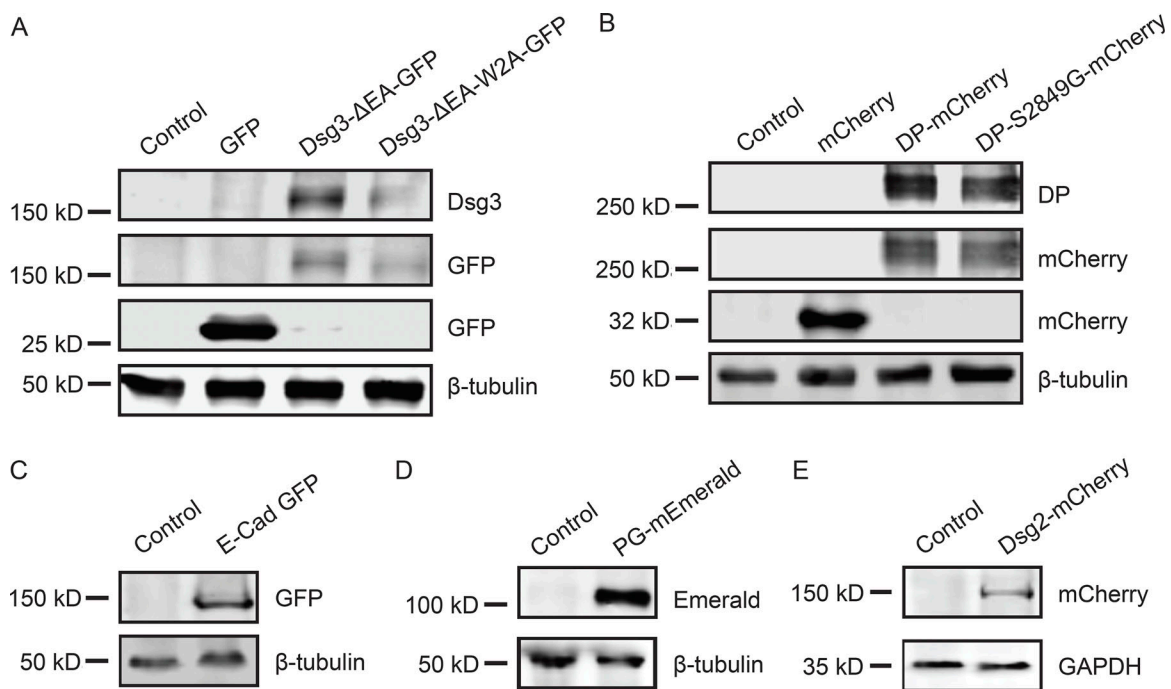 A
Control
GFP
Dsg3-ΔEA-GFP
Dsg3-ΔEA-W2A-GFP
150 kD
Dsg3
150 kD
GFP
25 kD
GFP
50 kD
β-tubulin
B
Control
mCherry
DP-mCherry
DP-S2849G-mCherry
250 kD
DP
250 kD
mCherry
32 kD
mCherry
50 kD
β-tubulin
C
Control
E-Cad GFP
150 kD
GFP
50 kD
β-tubulin
D
Control
PG-mEmerald
100 kD
Emerald
50 kD
β-tubulin
E
Control
Dsg2-mCherry
150 kD
mCherry
35 kD
GAPDH